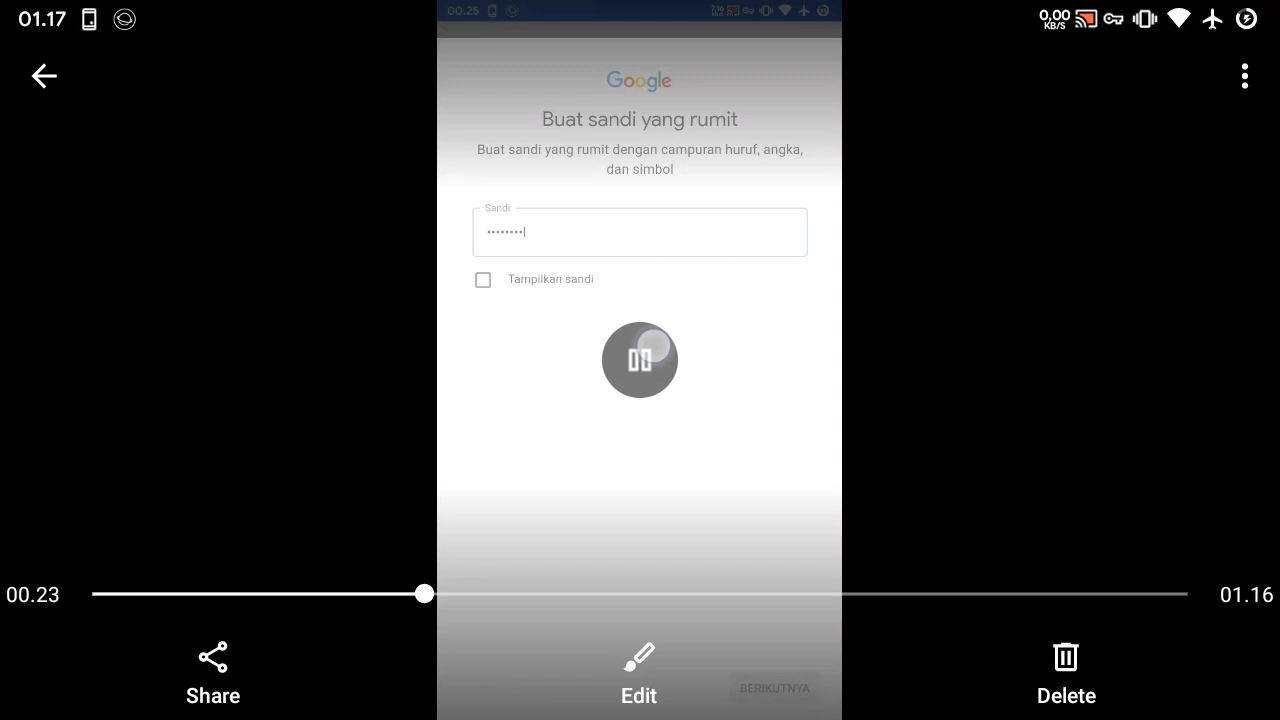 01.17
0,00
KB/S
00.25
Google
Buat sandi yang rumit
Buat sandi yang rumit dengan campuran huruf, angka,
dan simbol
Sandi
••••••••
Tampilkan sandi
00.23
01.16
BERIKUTNYA
Share
Edit
Delete